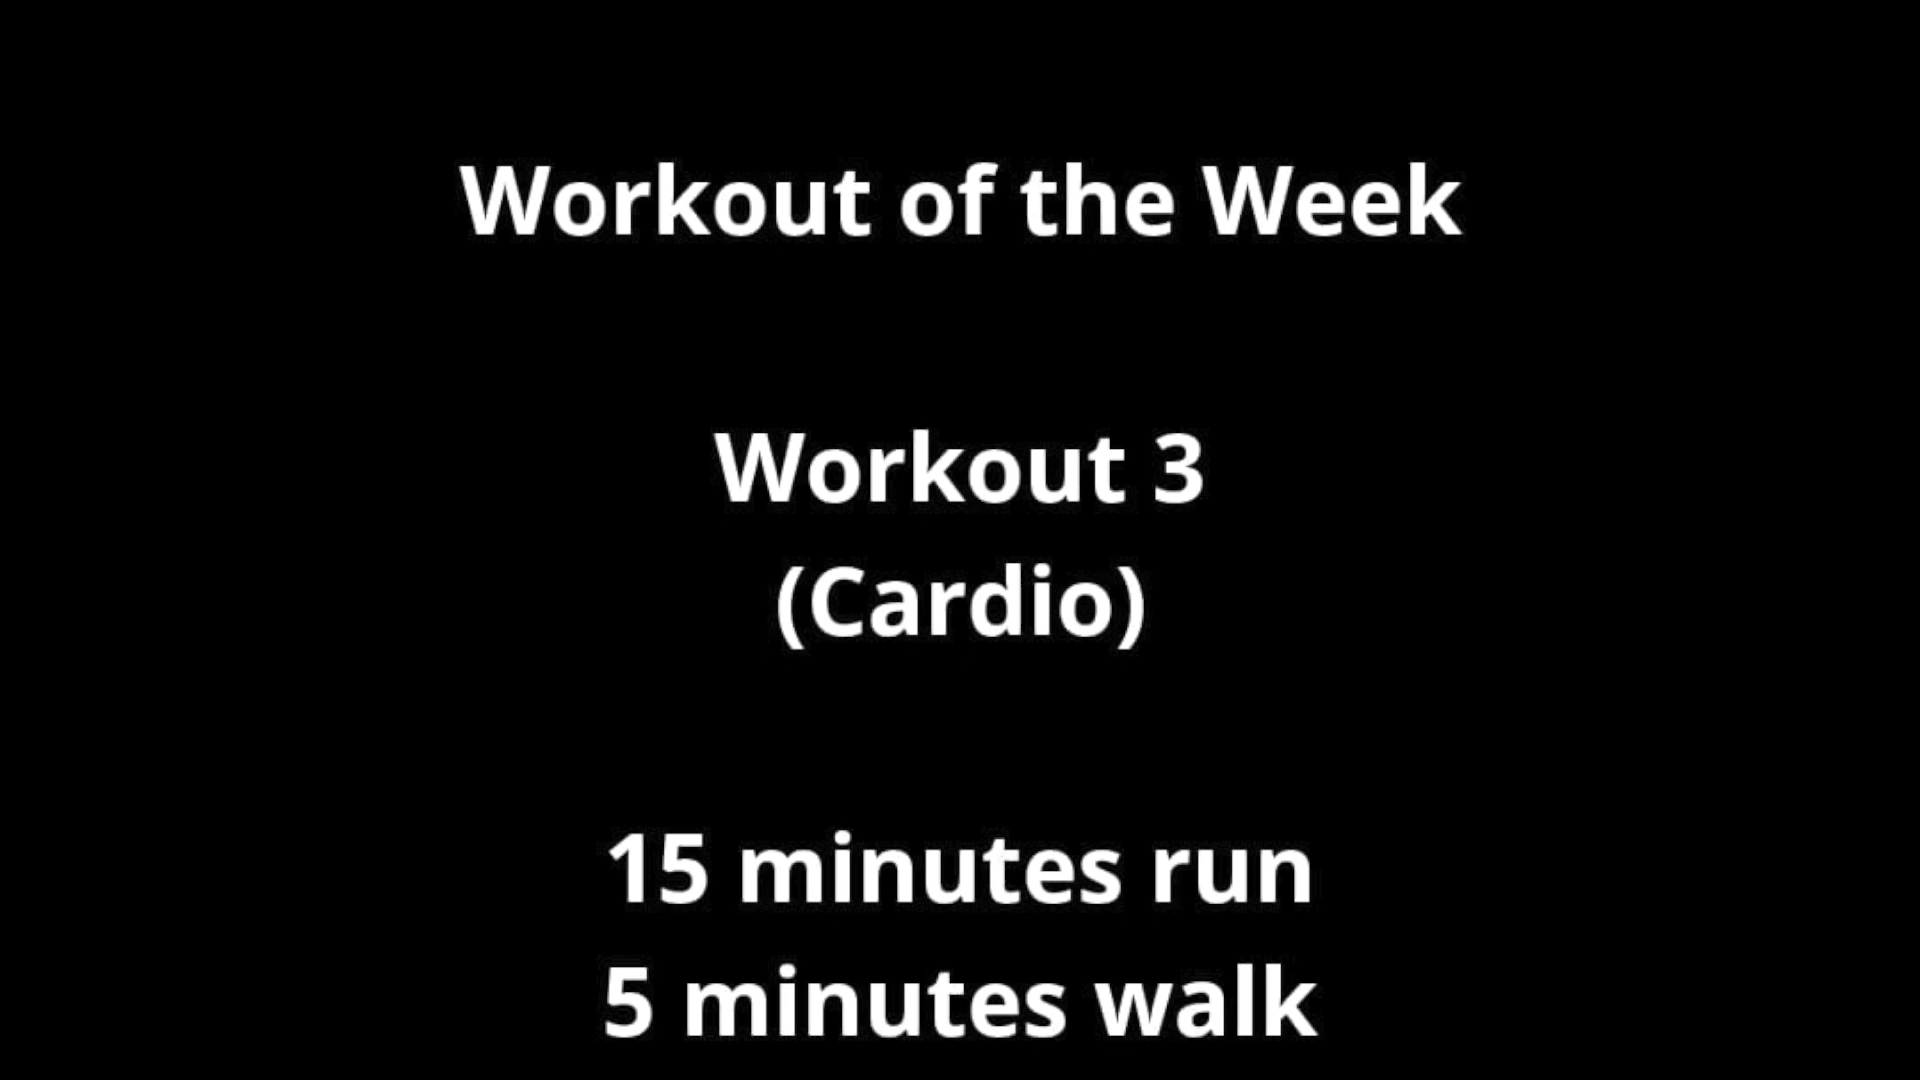 Workout of the Week
Workout 3
(Cardio)
15 minutes run
5 minutes walk